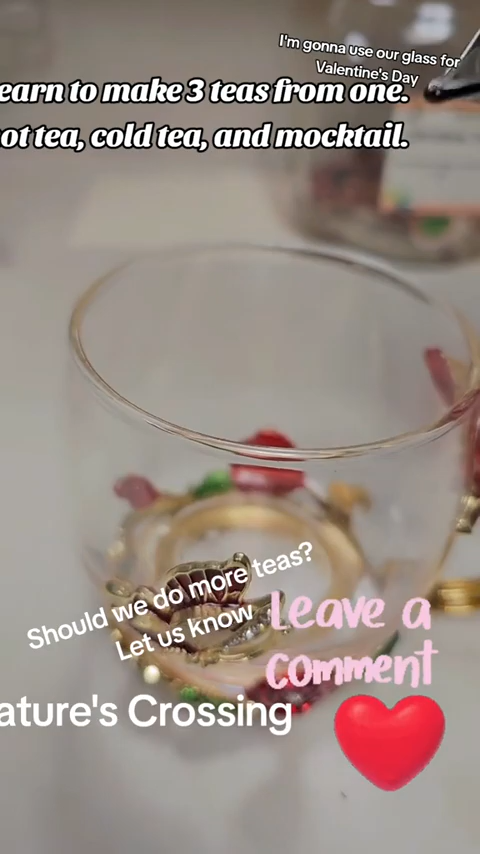 I'm gonna use our glass for
Valentine's Day
earn to make 3 teas from one.
ot tea, cold tea, and mocktail.
Should we do more teas?
Let us know
Leave a
comment
ature's Crossing